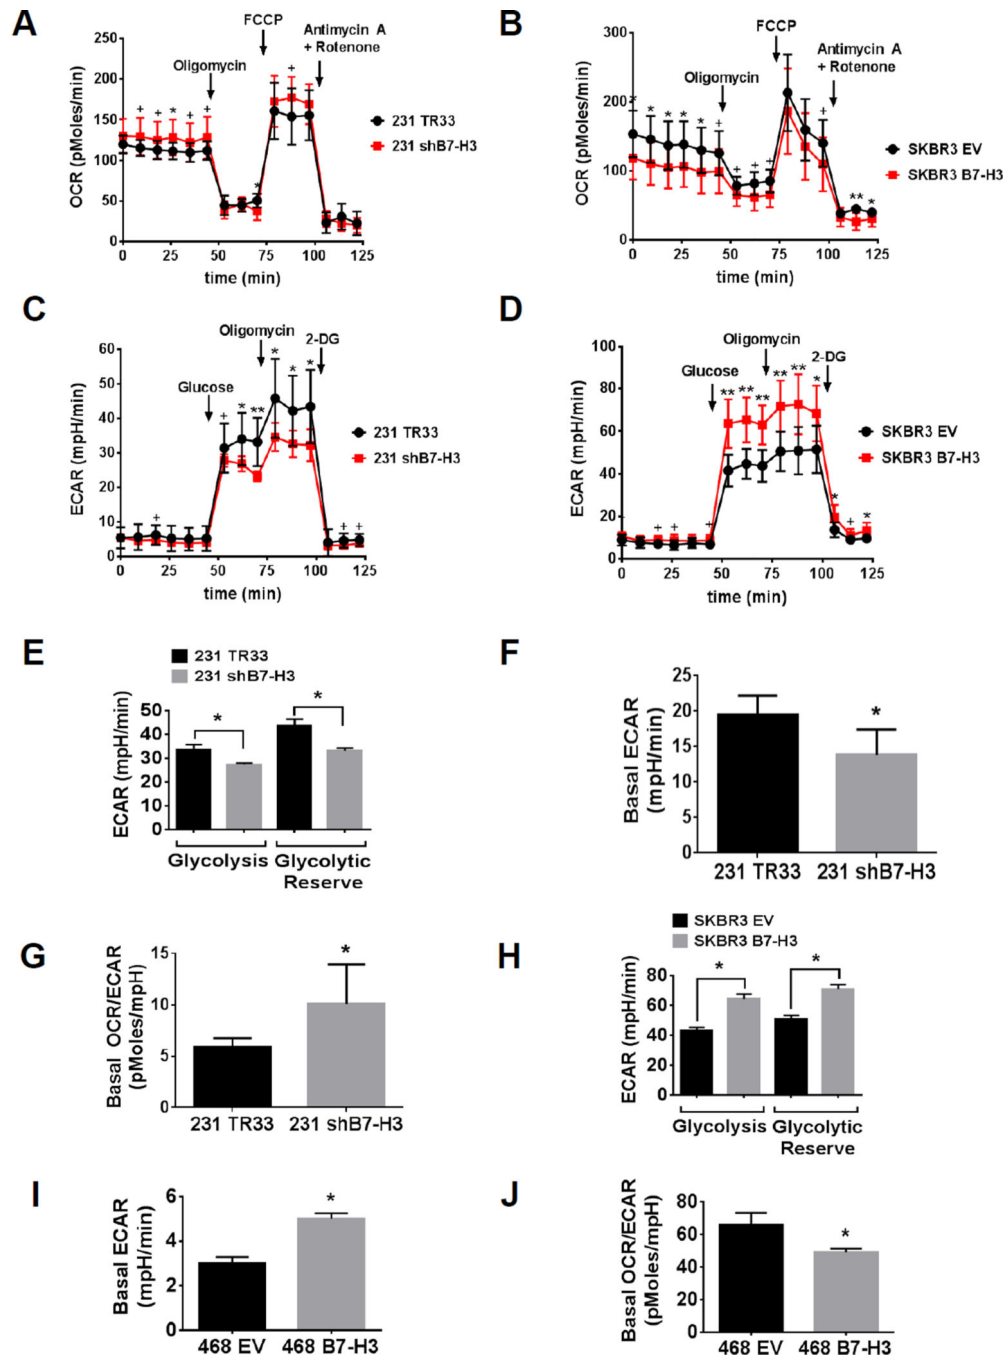 A
OCR (pMoles/min)
250
200
150
100
50
0
0 25 50 75 100 125
time (min)
Oligomycin
FCCP
Antimycin A
+ Rotenone
+ + * + +
*
+
231 TR33
231 shB7-H3
B
OCR (pMoles/min)
300
200
100
0
0 25 50 75 100 125
time (min)
Oligomycin
FCCP
Antimycin A
+ Rotenone
* * * * * +
+ + +
+
** *
SKBR3 EV
SKBR3 B7-H3
C
ECAR (mpH/min)
60
40
30
20
10
0
0 25 50 75 100 125
time (min)
Glucose
Oligomycin
2-DG
+
+ * **
* * *
+ +
231 TR33
231 shB7-H3
D
ECAR (mpH/min)
100
80
60
40
20
0
0 25 50 75 100 125
time (min)
Glucose
Oligomycin
2-DG
+ + +
** ** **
** ** *
* + *
SKBR3 EV
SKBR3 B7-H3
E
231 TR33
231 shB7-H3
ECAR (mpH/min)
50
40
30
30
10
0
* *
Glycolysis
Glycolytic
Reserve
F
Basal ECAR
(mpH/min)
25
20
15
10
5
0
*
231 TR33 231 shB7-H3
G
Basal OCR/ECAR
(pMoles/mpH)
15
10
5
0
*
231 TR33 231 shB7-H3
H
SKBR3 EV
SKBR3 B7-H3
ECAR (mpH/min)
80
60
40
20
0
* *
Glycolysis
Glycolytic
Reserve
I
Basal ECAR
(mpH/min)
6
4
2
0
*
468 EV 468 B7-H3
J
Basal OCR/ECAR
(pMoles/mpH)
80
60
40
20
0
*
468 EV 468 B7-H3